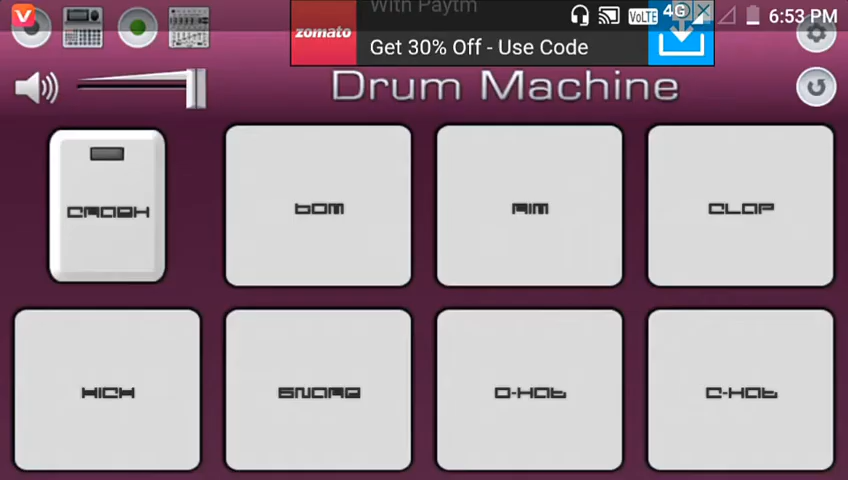 With Paytm
V
4G
VoLTE
6:53 PM
zomato
Get 30% Off - Use Code
Drum Machine
CRASH
TOM
RIM
CLAP
KICK
SNARE
O-Hat
C-Hat